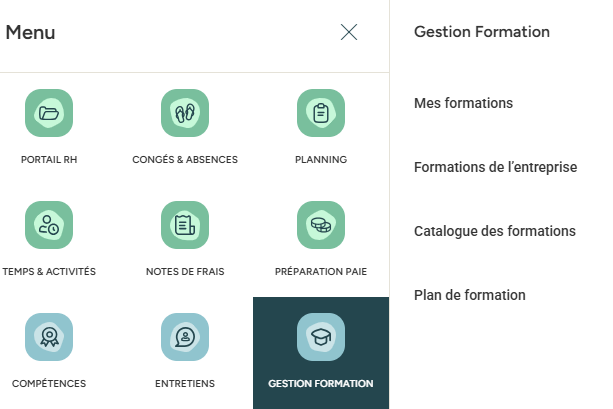 Menu
PORTAIL RH
CONGÉS & ABSENCES
PLANNING
TEMPS & ACTIVITÉS
NOTES DE FRAIS
PRÉPARATION PAIE
COMPÉTENCES
ENTRETIENS
GESTION FORMATION
Gestion Formation
Mes formations
Formations de l’entreprise
Catalogue des formations
Plan de formation